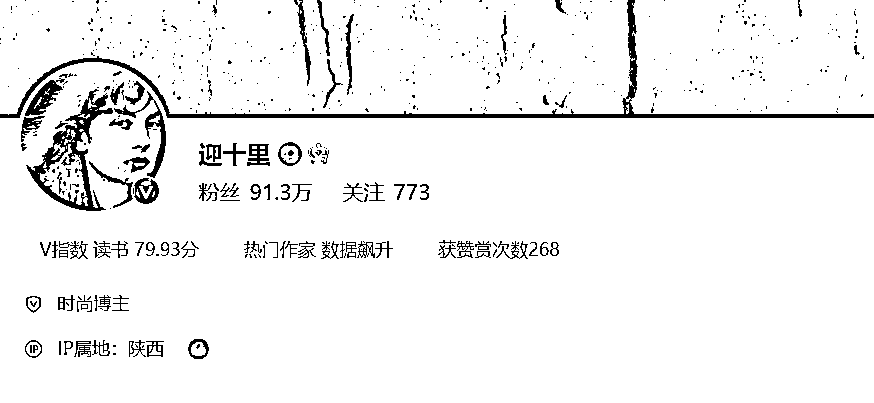 迎十里
粉丝 91.3万 关注 773
V指数 读书 79.93分 热门作家 数据飙升 获赞赏次数268
时尚博主
IP属地：陕西